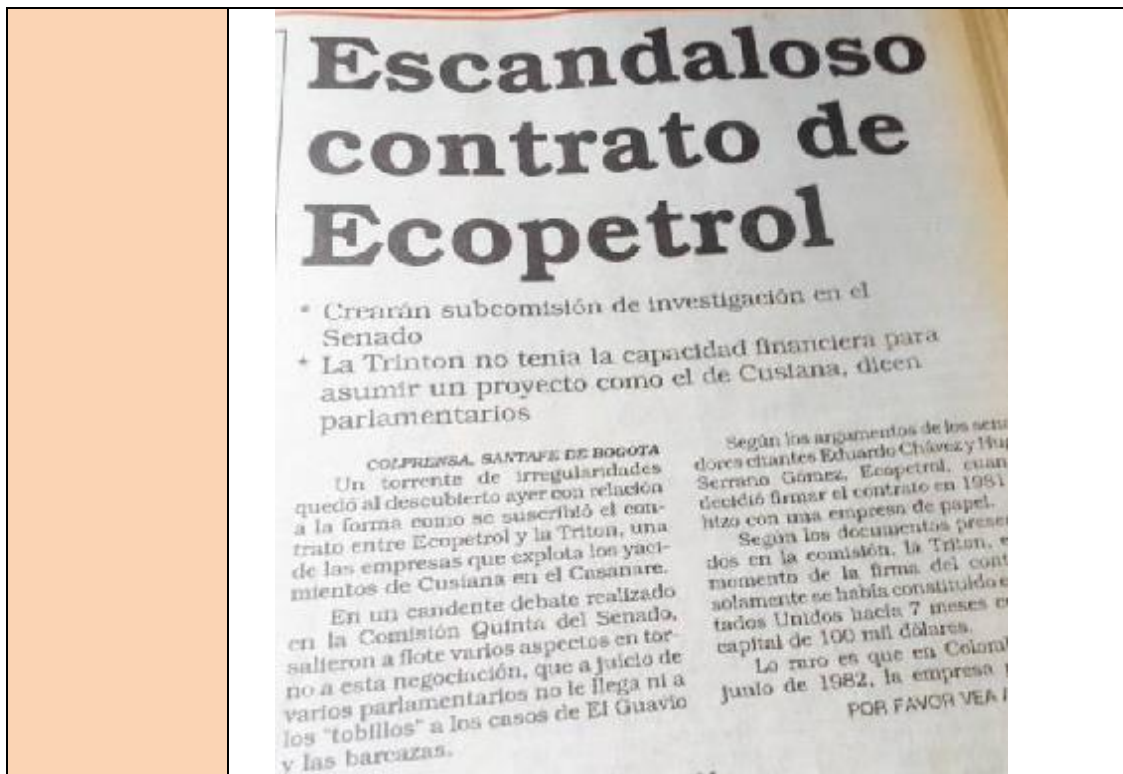 Escandaloso
contrato de
Ecopetrol
* Crearán subcomisión de investigación en el
Senado
* La Trinton no tenia la capacidad financiera para
asumir un proyecto como el de Cusiana, dicen
parlamentarios
COLPRENSA, SANTAFE DE BOGOTA
Un torrente de irregularidades
quedó al descubierto ayer con relación
a la forma como se suscribió el con-
trato entre Ecopetrol y la Triton, una
de las empresas que explota los yaci-
mientos de Cusiana en el Casanare.
En un candente debate realizado
en la Comisión Quinta del Senado,
salieron a flote varios aspectos en tor-
no a esta negociación, que a juicio de
varios parlamentarios no le llega ni a
los "tobillos" a los casos de El Guavio
y las barcazas.
Según los argumentos de los sena
dores citantes Eduardo Chávez y Hug
Serrano Gómez, Ecopetrol, cuan
decidió firmar el contrato en 1981
hizo con una empresa de papel.
Según los documentos presen
dos en la comisión, la Triton, e
momento de la firma del cont
solamente se había constituido e
tados Unidos hacía 7 meses c
capital de 100 mil dólares.
Lo raro es que en Colomb
junio de 1982, la empresa
POR FAVOR VEA